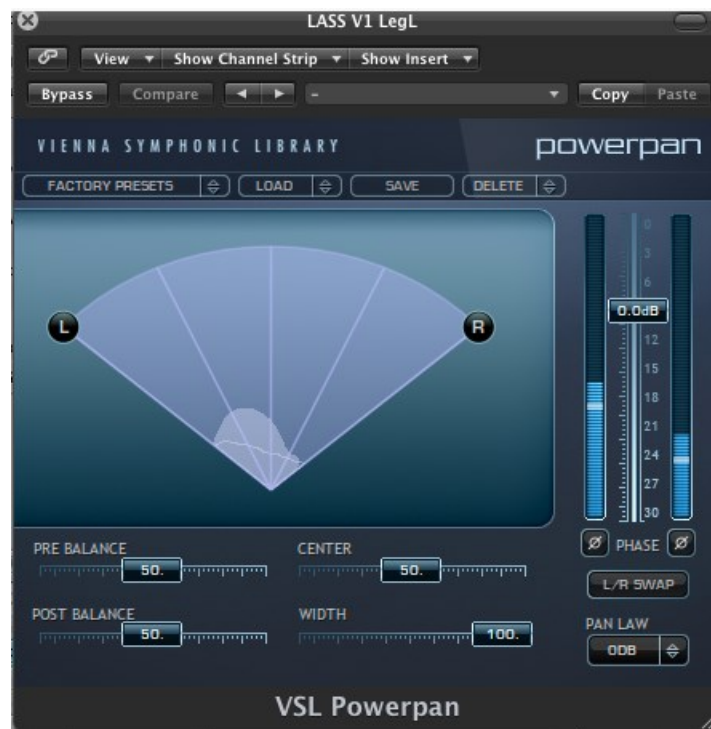 LASS V1 LegL
View Show Channel Strip Show Insert
Bypass Compare - Copy Paste
VIENNA SYMPHONIC LIBRARY powerpan
FACTORY PRESETS LOAD SAVE DELETE
0
3
6
0.0dB
12
15
18
21
24
27
30
L R
PRE BALANCE CENTER
50. 50.
Ø PHASE Ø
L/R SWAP
POST BALANCE WIDTH
50. 100.
PAN LAW
0DB
VSL Powerpan